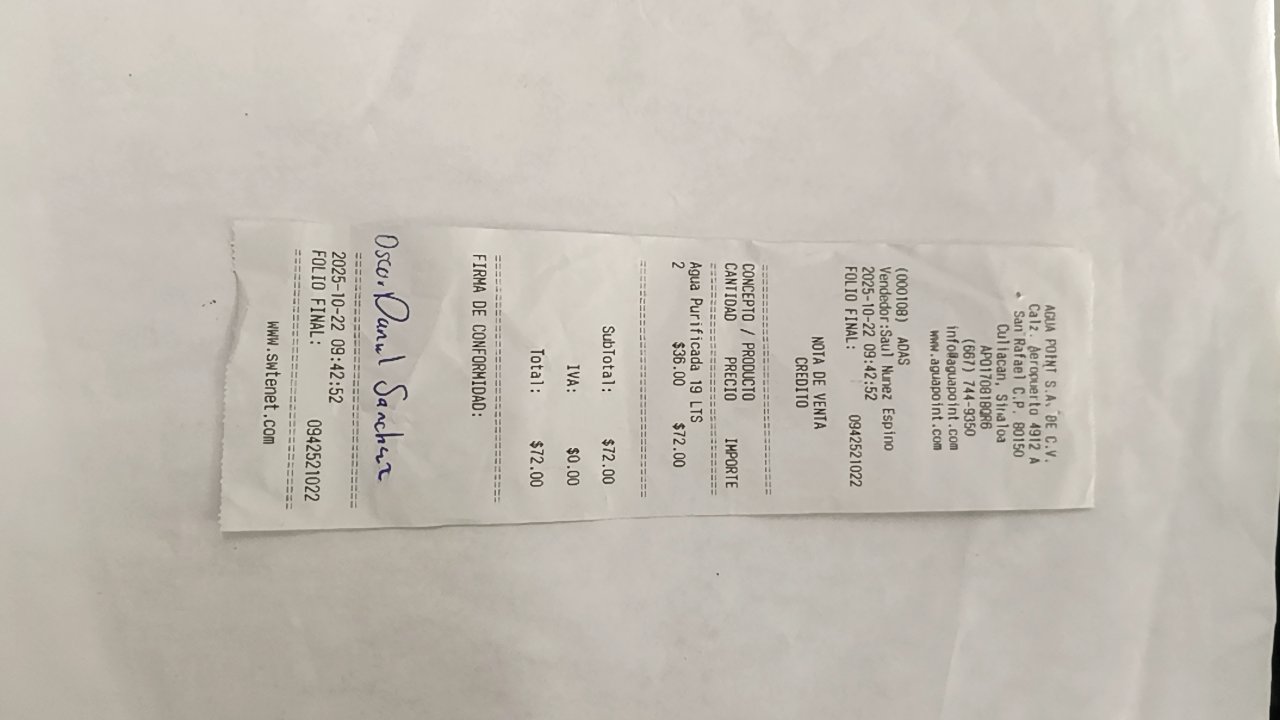 AGUA POINT S.A. DE C.V.
Calz. Aeropuerto 4912 A
San Rafael C.P. 80150
Culiacan, Sinaloa
APO170818QR6
(667) 744-9350
info@aguapoint.com
www.aguapoint.com
(000108) ADAS
Vendedor:Saul Nunez Espino
2025-10-22 09:42:52
FOLIO FINAL: 0942521022
NOTA DE VENTA
CREDITO
CONCEPTO / PRODUCTO
CANTIDAD PRECIO IMPORTE
Agua Purificada 19 LTS
2 $36.00 $72.00
SubTotal: $72.00
IVA: $0.00
Total: $72.00
FIRMA DE CONFORMIDAD:
Oscar Daniel Sanchez
2025-10-22 09:42:52
FOLIO FINAL: 0942521022
www.swtenet.com